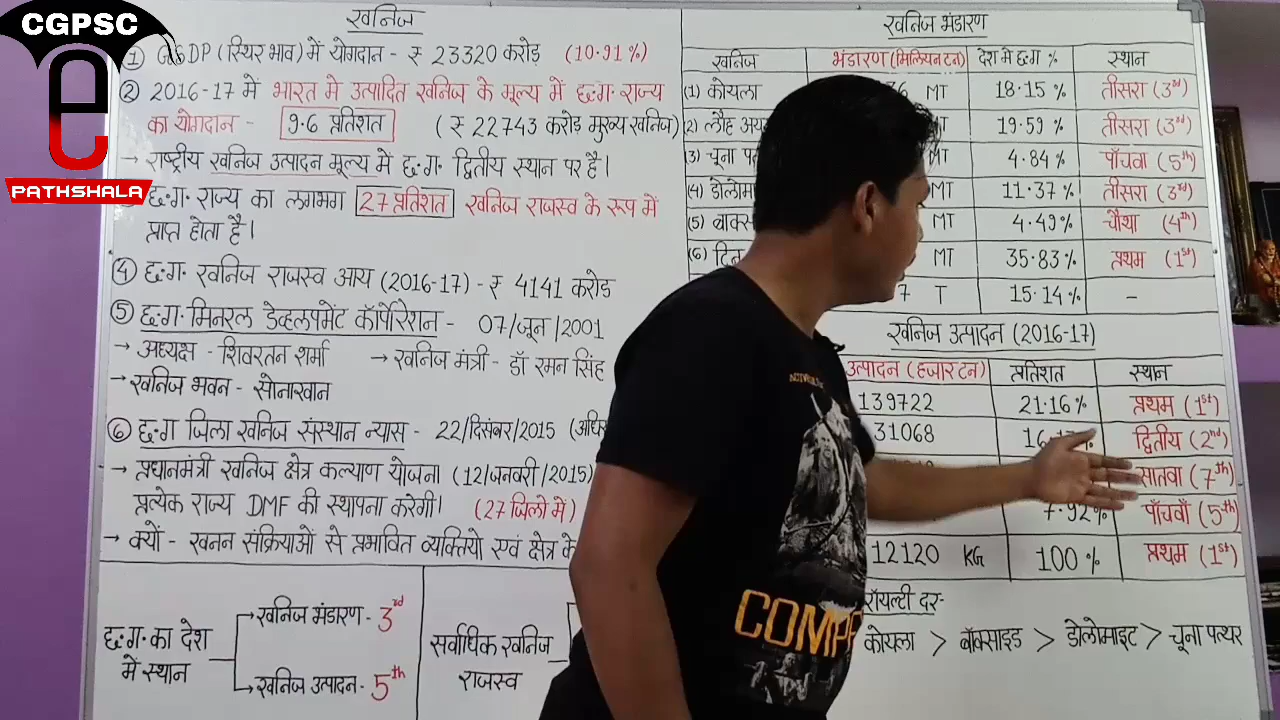 CGPSC
e
PATHSHALA
खनिज
① GSDP (स्थिर भाव) में योगदान - ₹ 23320 करोड़ (10.91%)
② 2016-17 में भारत में उत्पादित खनिज के मूल्य में छ.ग. राज्य
का योगदान - 9.6 प्रतिशत (₹ 22743 करोड़ मुख्य खनिज)
→ राष्ट्रीय खनिज उत्पादन मूल्य में छ.ग. द्वितीय स्थान पर है।
छ.ग. राज्य का लगभग 27 प्रतिशत खनिज राजस्व के रूप में
प्राप्त होता है।
④ छ.ग. खनिज राजस्व आय (2016-17) - ₹ 4141 करोड
⑤ छ.ग. मिनरल डेव्हलपमेंट कॉर्पोरेशन - 07/जून/2001
→ अध्यक्ष - शिवरतन शर्मा → खनिज मंत्री - डॉ रमन सिंह
→ खनिज भवन - सोनाखान
⑥ छ.ग जिला खनिज संस्थान न्यास - 22/दिसंबर/2015
→ प्रधानमंत्री खनिज क्षेत्र कल्याण योजना (12/जनवरी/2015)
प्रत्येक राज्य DMF की स्थापना करेगी। (27 जिलो में)
→ क्यों - खनन संक्रियाओं से प्रभावित व्यक्तियो एवं क्षेत्र के
छ.ग. का देश में स्थान
→ खनिज भंडारण - 3rd
→ खनिज उत्पादन - 5th
सर्वाधिक खनिज राजस्व
खनिज भंडारण
खनिज भंडारण (मिलियन टन) देश मे छ.ग % स्थान
(1) कोयला MT 18.15% तीसरा (3rd)
(2) लौह MT 19.59% तीसरा (3rd)
(3) चूना MT 4.84% पाँचवा (5th)
(4) MT 11.37% तीसरा (3rd)
(5) MT 4.49% चौथा (4th)
(6) टिन MT 35.83% प्रथम (1st)
7 T 15.14% -
खनिज उत्पादन (2016-17)
उत्पादन (हजार टन) प्रतिशत स्थान
139722 21.16% प्रथम (1st)
31068 द्वितीय (2nd)
सातवा (7th)
7.92% पाँचवाँ (5th)
12120 KG 100% प्रथम (1st)
रॉयल्टी दर-
कोयला > बॉक्साइड > डोलोमाइट > चूना पत्थर
COMP